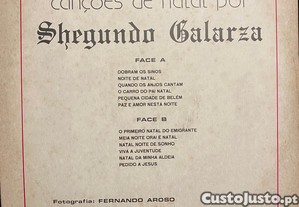 canções de natal por
Shegundo Galarza
FACE A
DOBRAM OS SINOS
NOITE DE NATAL
QUANDO OS ANJOS CANTAM
O CARRO DO PAI NATAL
PEQUENA CIDADE DE BELEM
PAZ E AMOR NESTA NOITE
FACE B
O PRIMEIRO NATAL DO EMIGRANTE
MEIA NOITE ORAI E NATAL
NATAL NOITE DE SONHO
VIVA A JUVENTUDE
NATAL DA MINHA ALDEIA
PEDIDO A JESUS
Fotografia: FERNANDO AROSO
CustoJusto.pt